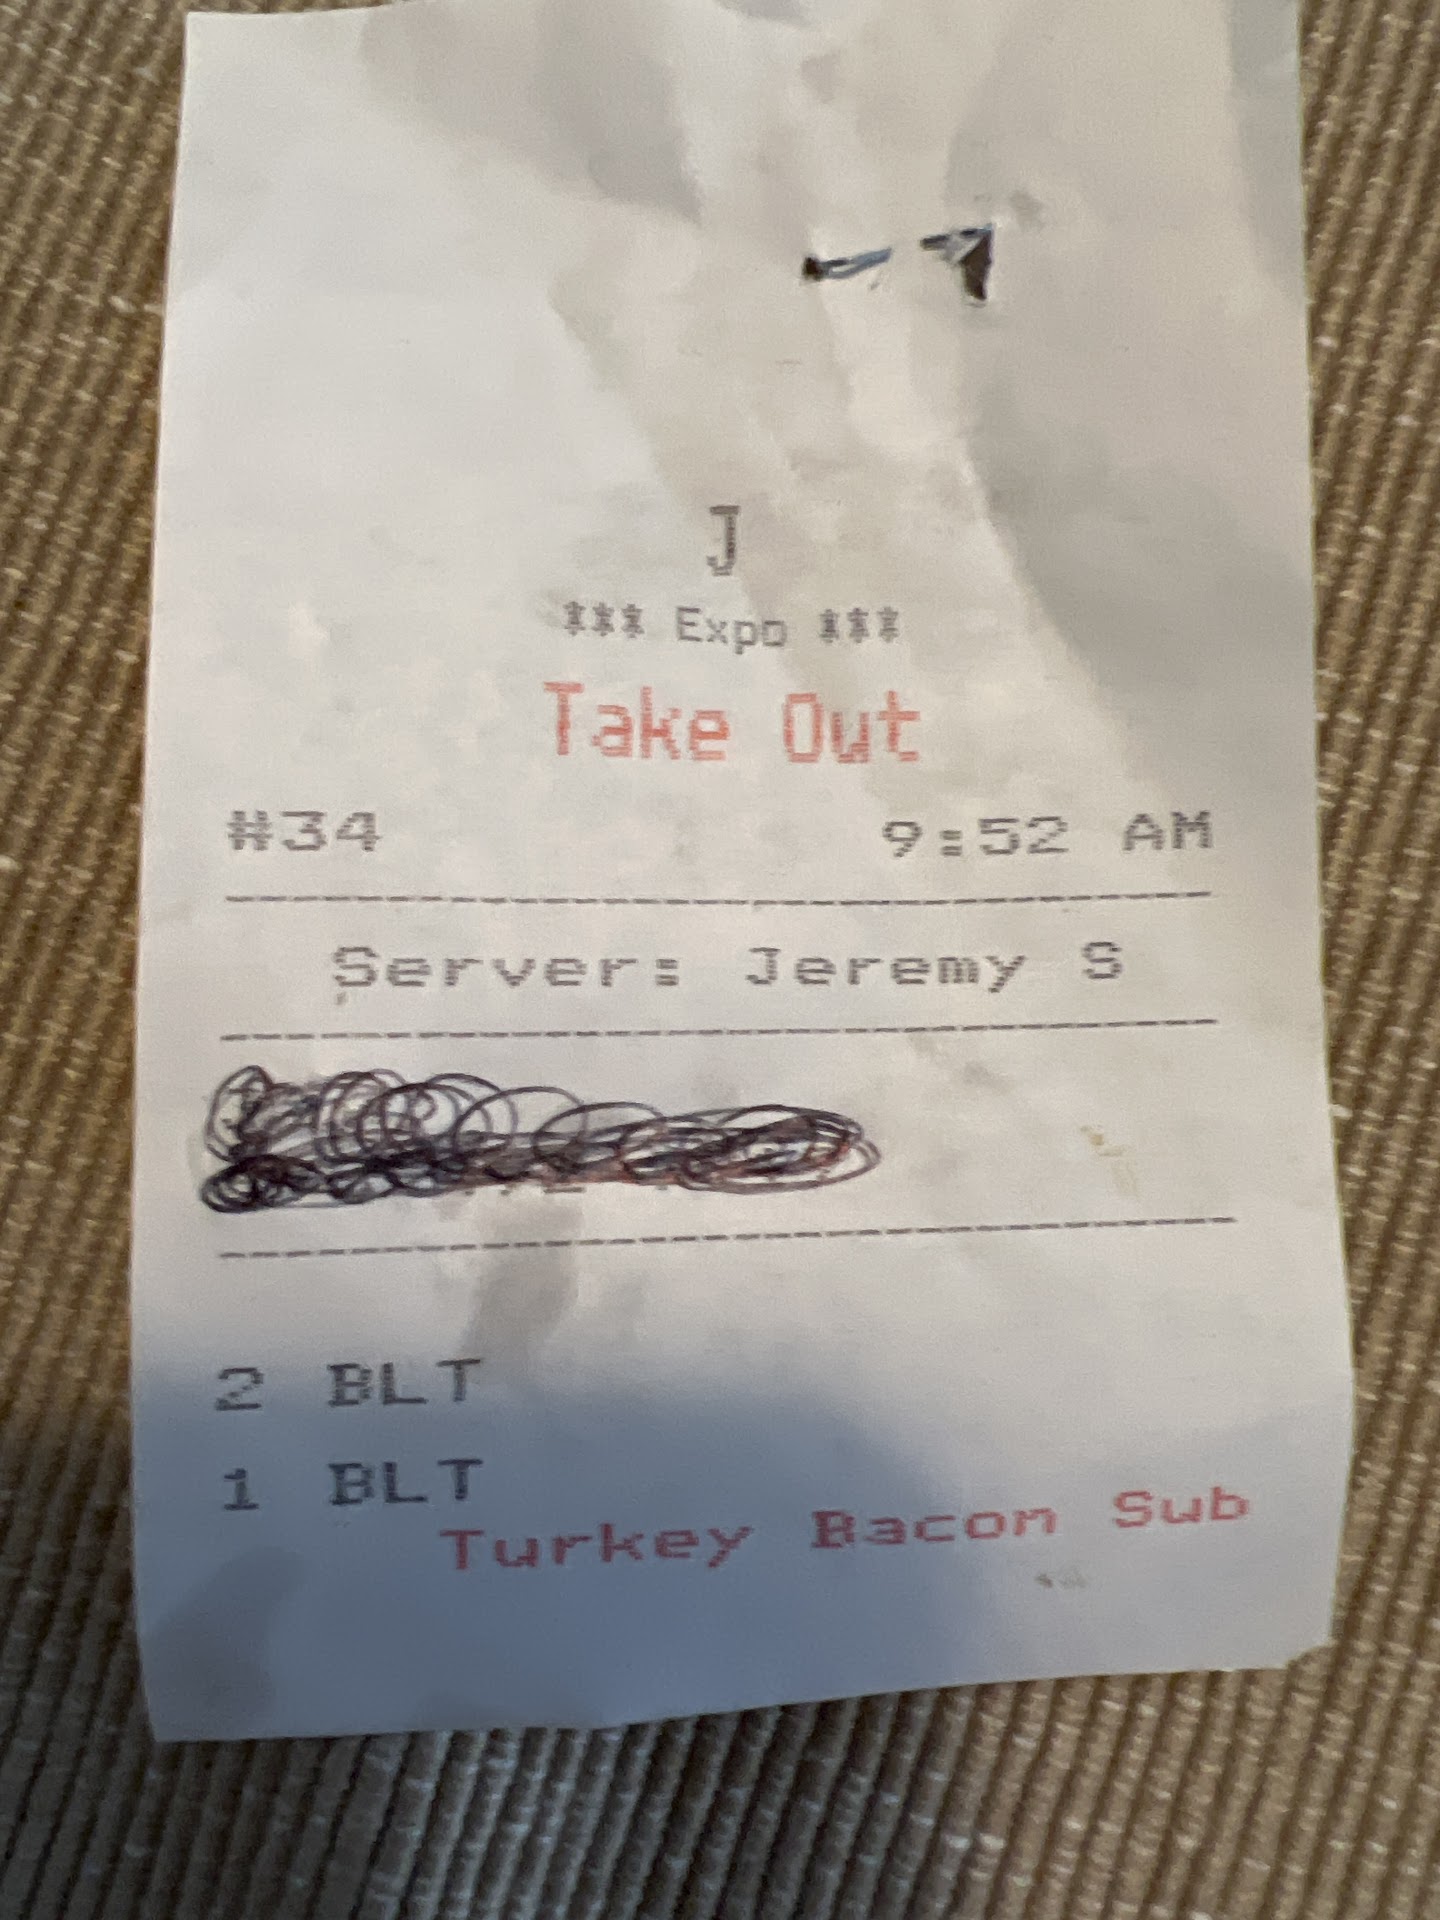 J
*** Expo ***
Take Out
#34 9:52 AM
Server: Jeremy S
2 BLT
1 BLT
Turkey Bacon Sub